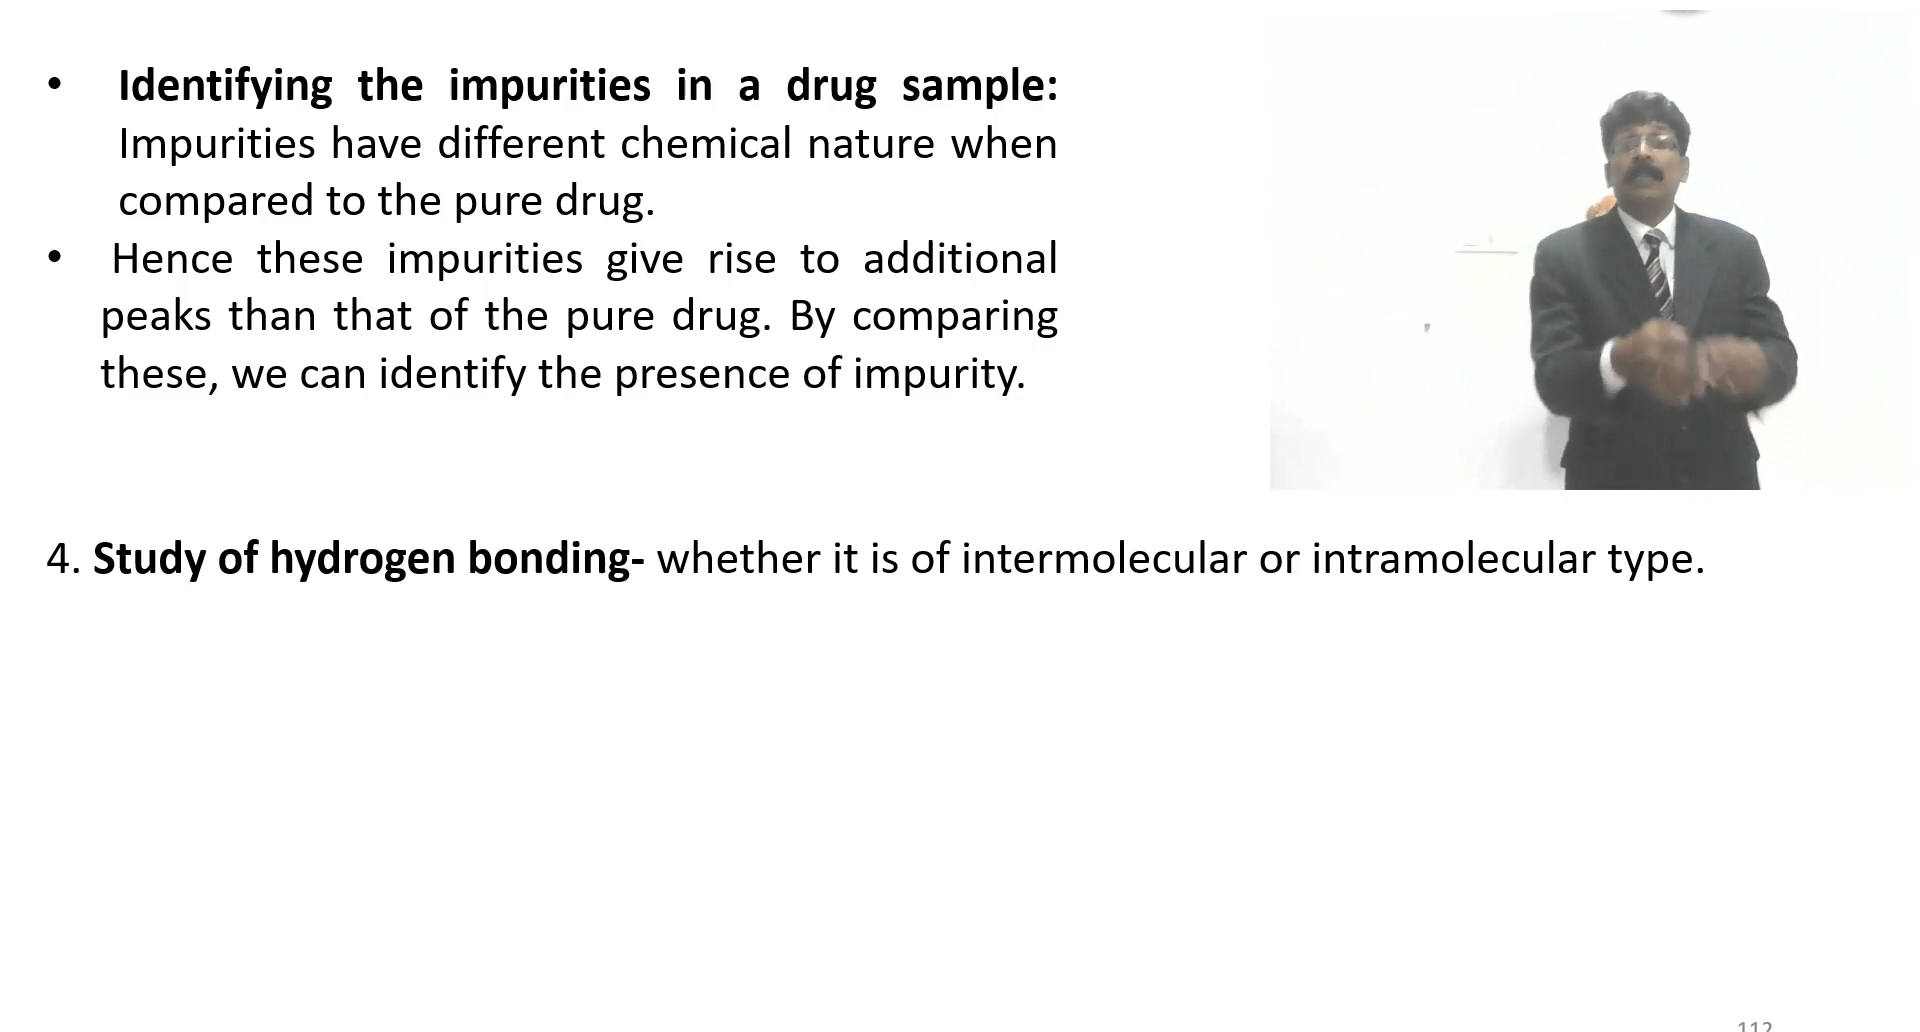 • Identifying the impurities in a drug sample:
Impurities have different chemical nature when
compared to the pure drug.
• Hence these impurities give rise to additional
peaks than that of the pure drug. By comparing
these, we can identify the presence of impurity.
4. Study of hydrogen bonding- whether it is of intermolecular or intramolecular type.
112